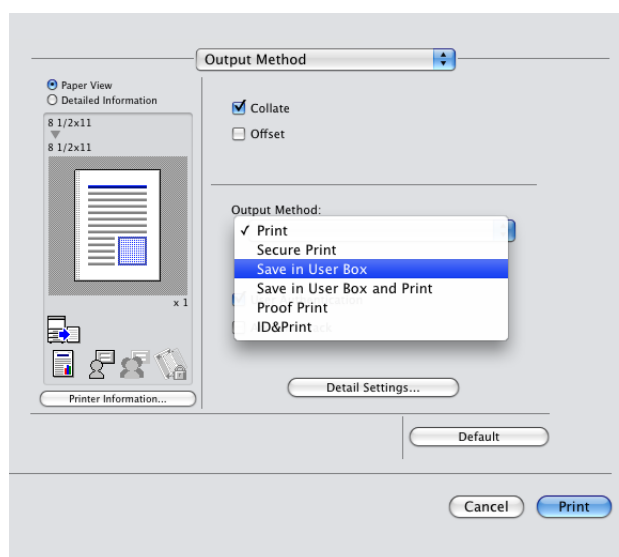 Output Method
Paper View
Detailed Information
8 1/2x11
8 1/2x11
x 1
Printer Information...
Collate
Offset
Output Method:
✓ Print
Secure Print
Save in User Box
Save in User Box and Print
Proof Print
ID&Print
Detail Settings...
Default
Cancel
Print